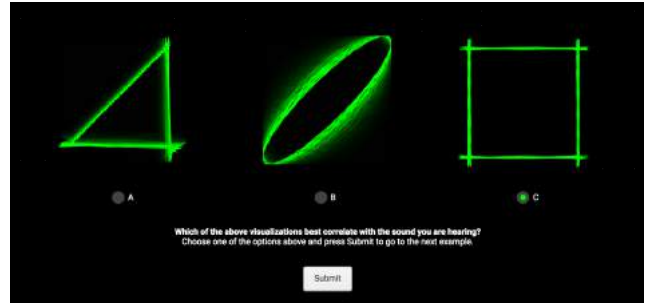 A
B
C
Which of the above visualizations best correlate with the sound you are hearing?
Choose one of the options above and press Submit to go to the next example.
Submit